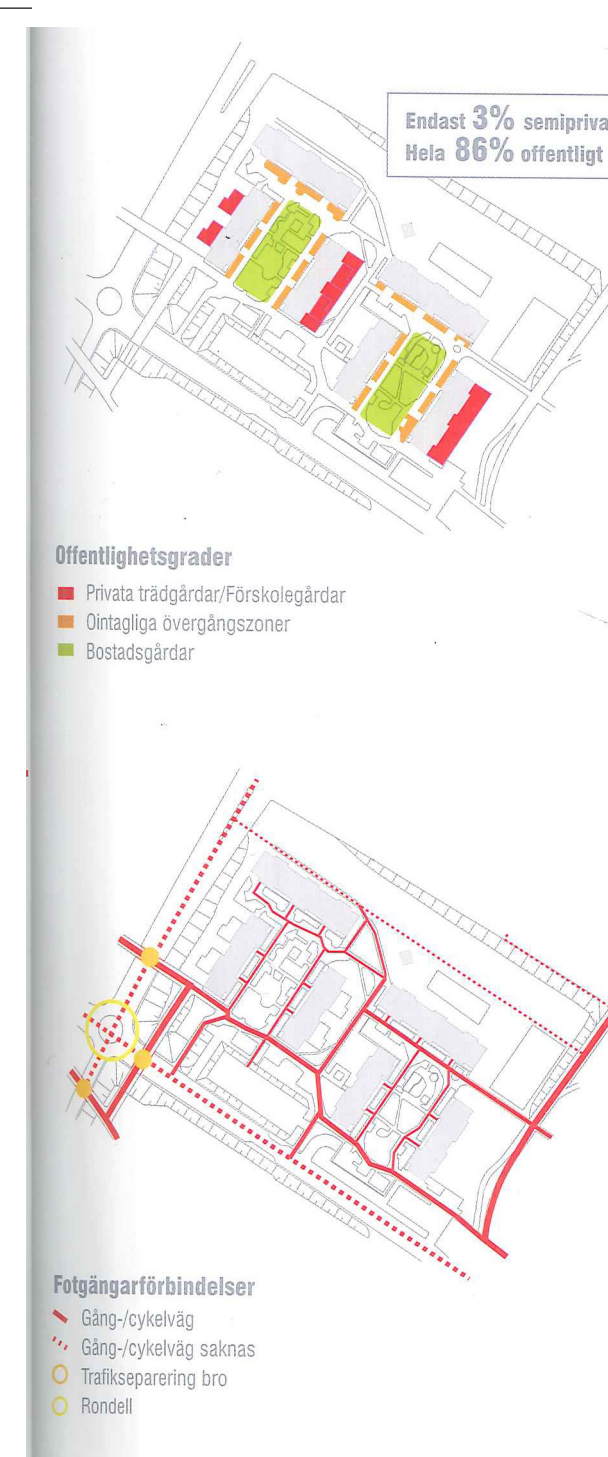 Endast 3% semipriva
Hela 86% offentligt
Offentlighetsgrader
Privata trädgårdar/Förskolegårdar
Ointagliga övergångszoner
Bostadsgårdar
Fotgängarförbindelser
Gång-/cykelväg
Gång-/cykelväg saknas
Trafikseparering bro
Rondell